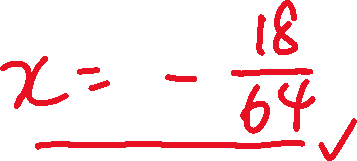 x = - 18/64 ✓